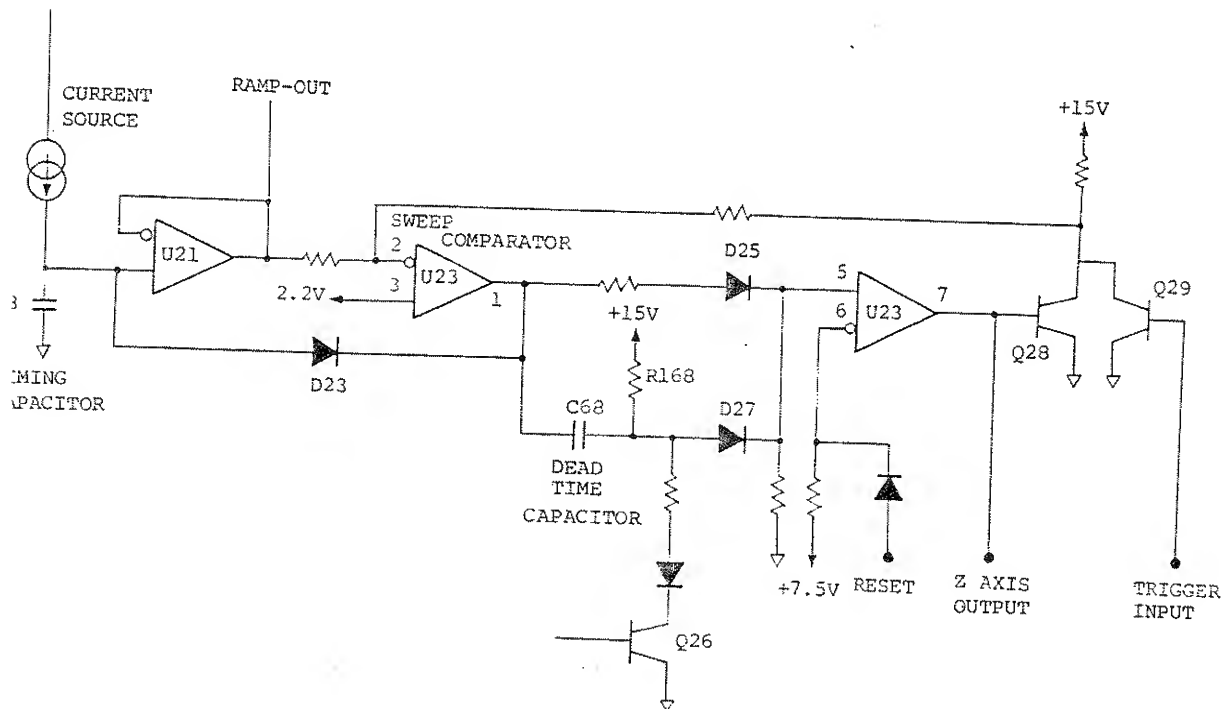 CURRENT
SOURCE
RAMP-OUT
+15V
U21
SWEEP
COMPARATOR
2
U23
3
1
2.2V
D25
5
6
U23
7
Q28
Q29
+15V
D23
R168
C68
D27
8
MING
APACITOR
DEAD
TIME
CAPACITOR
+7.5V
RESET
Z AXIS
OUTPUT
TRIGGER
INPUT
Q26